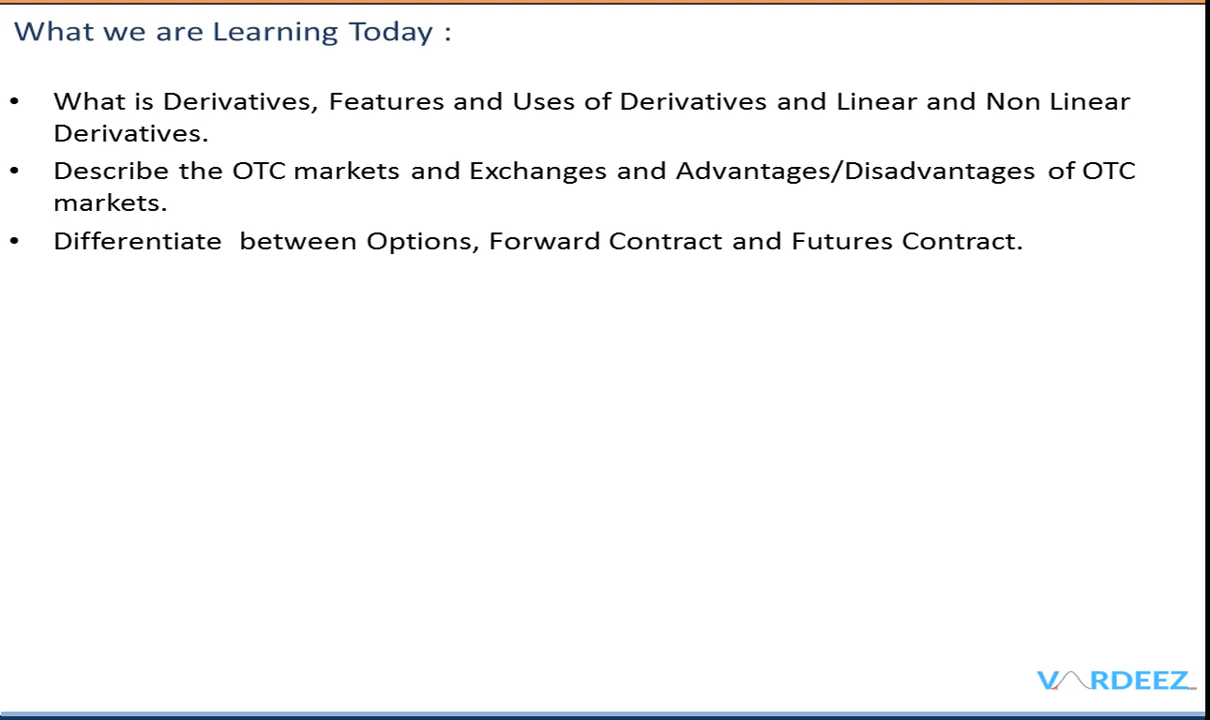 What we are Learning Today :
• What is Derivatives, Features and Uses of Derivatives and Linear and Non Linear
Derivatives.
• Describe the OTC markets and Exchanges and Advantages/Disadvantages of OTC
markets.
• Differentiate between Options, Forward Contract and Futures Contract.
VARDEEZ